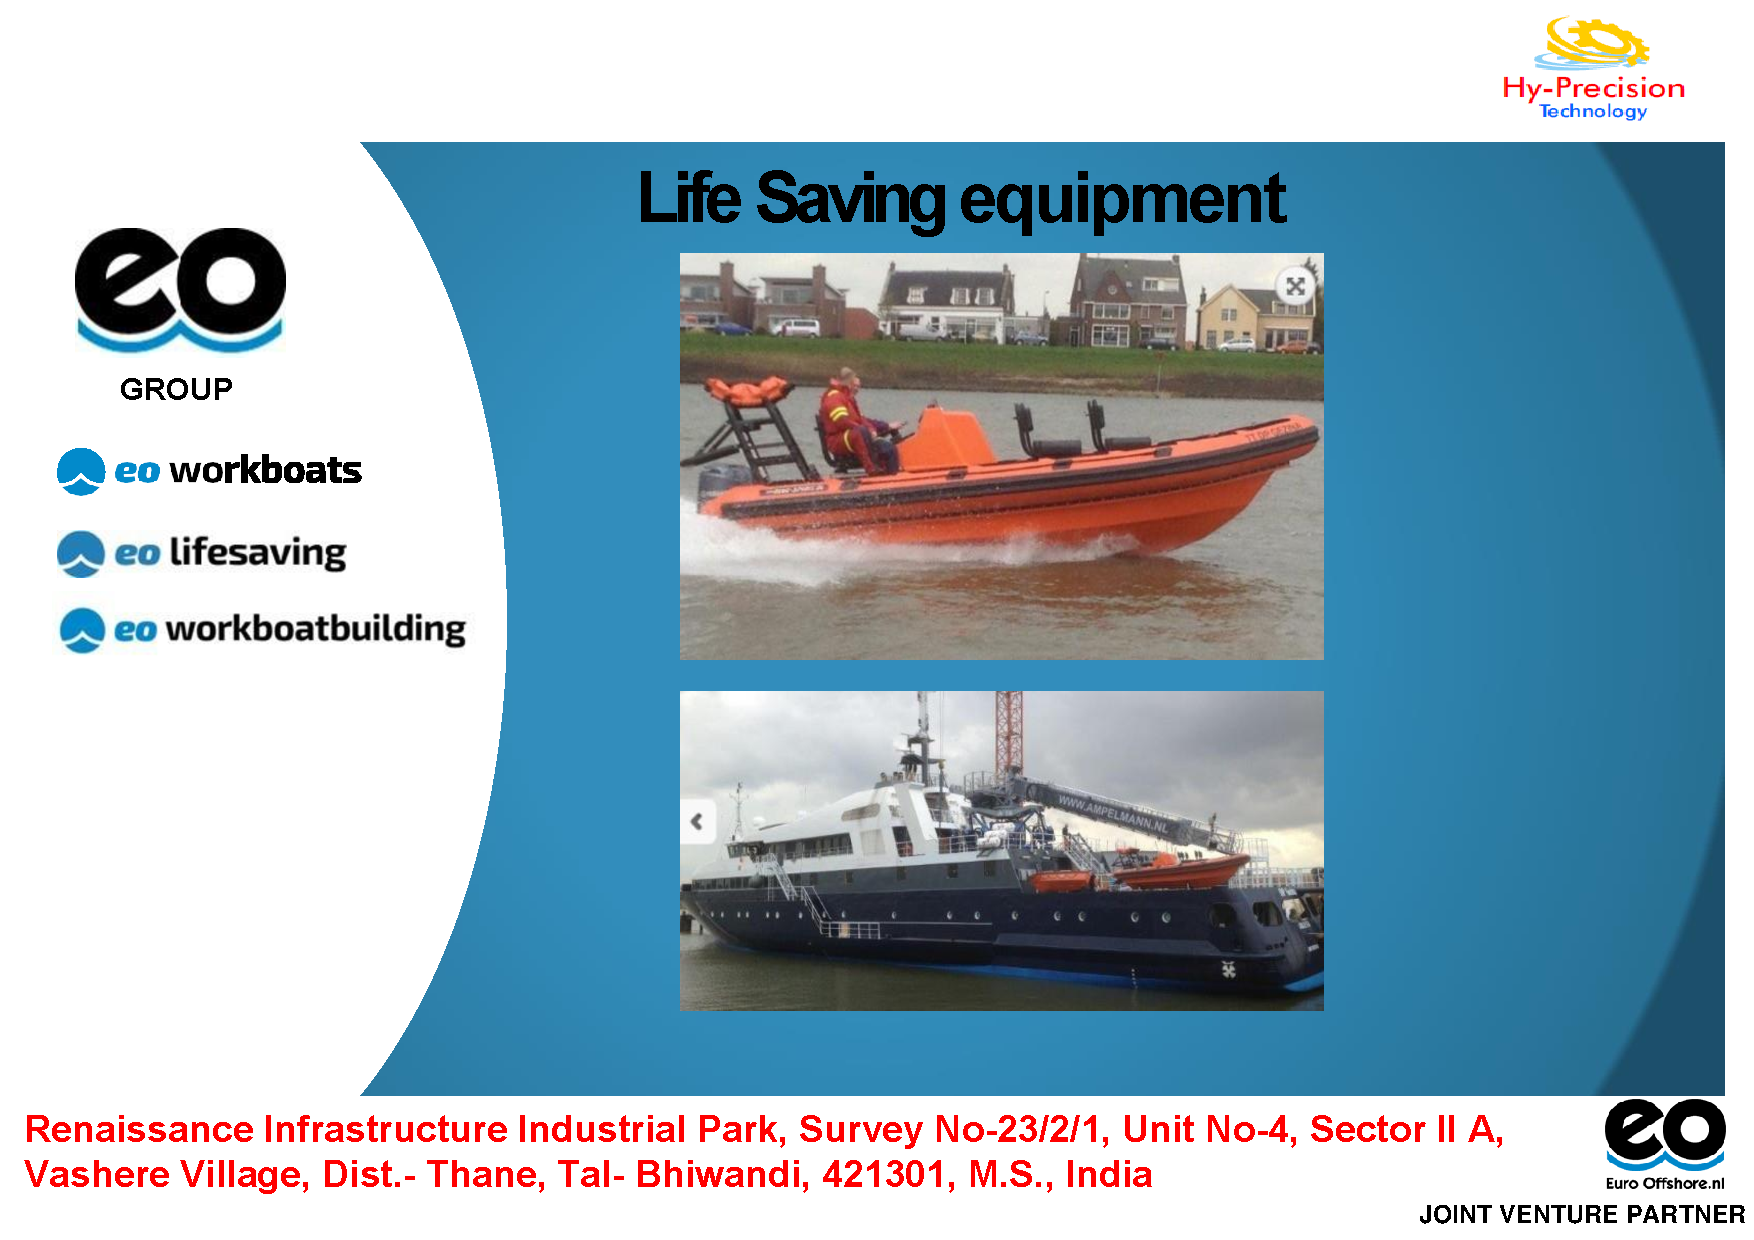 Hy-Precision
Technology
Life Saving equipment
eo
GROUP
eo workboats
eo lifesaving
eo workboatbuilding
WWW.AMPELMANN.NL
Renaissance Infrastructure Industrial Park, Survey No-23/2/1, Unit No-4, Sector II A,
Vashere Village, Dist.- Thane, Tal- Bhiwandi, 421301, M.S., India
eo
Euro Offshore.nl
JOINT VENTURE PARTNER